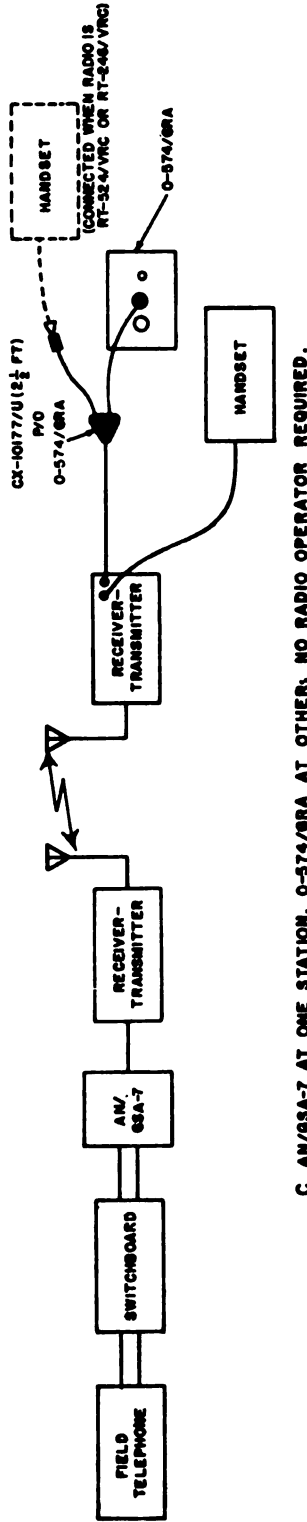 FIELD
TELEPHONE
SWITCHBOARD
AN/
GSA-7
RECEIVER-
TRANSMITTER
RECEIVER-
TRANSMITTER
CX-10177/U(2½ FT)
P/O
O-574/GRA
HANDSET
(CONNECTED WHEN RADIO IS
RT-524/VRC OR RT-246/VRC)
O-574/GRA
HANDSET
C. AN/GSA-7 AT ONE STATION, O-574/GRA AT OTHER; NO RADIO OPERATOR REQUIRED.